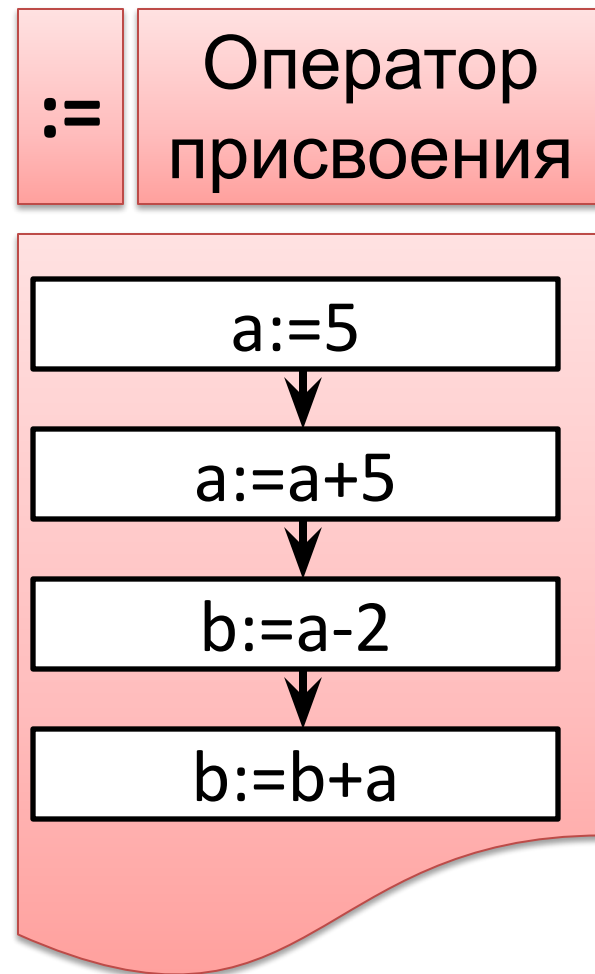 :=
Оператор
присвоения
a:=5
a:=a+5
b:=a-2
b:=b+a